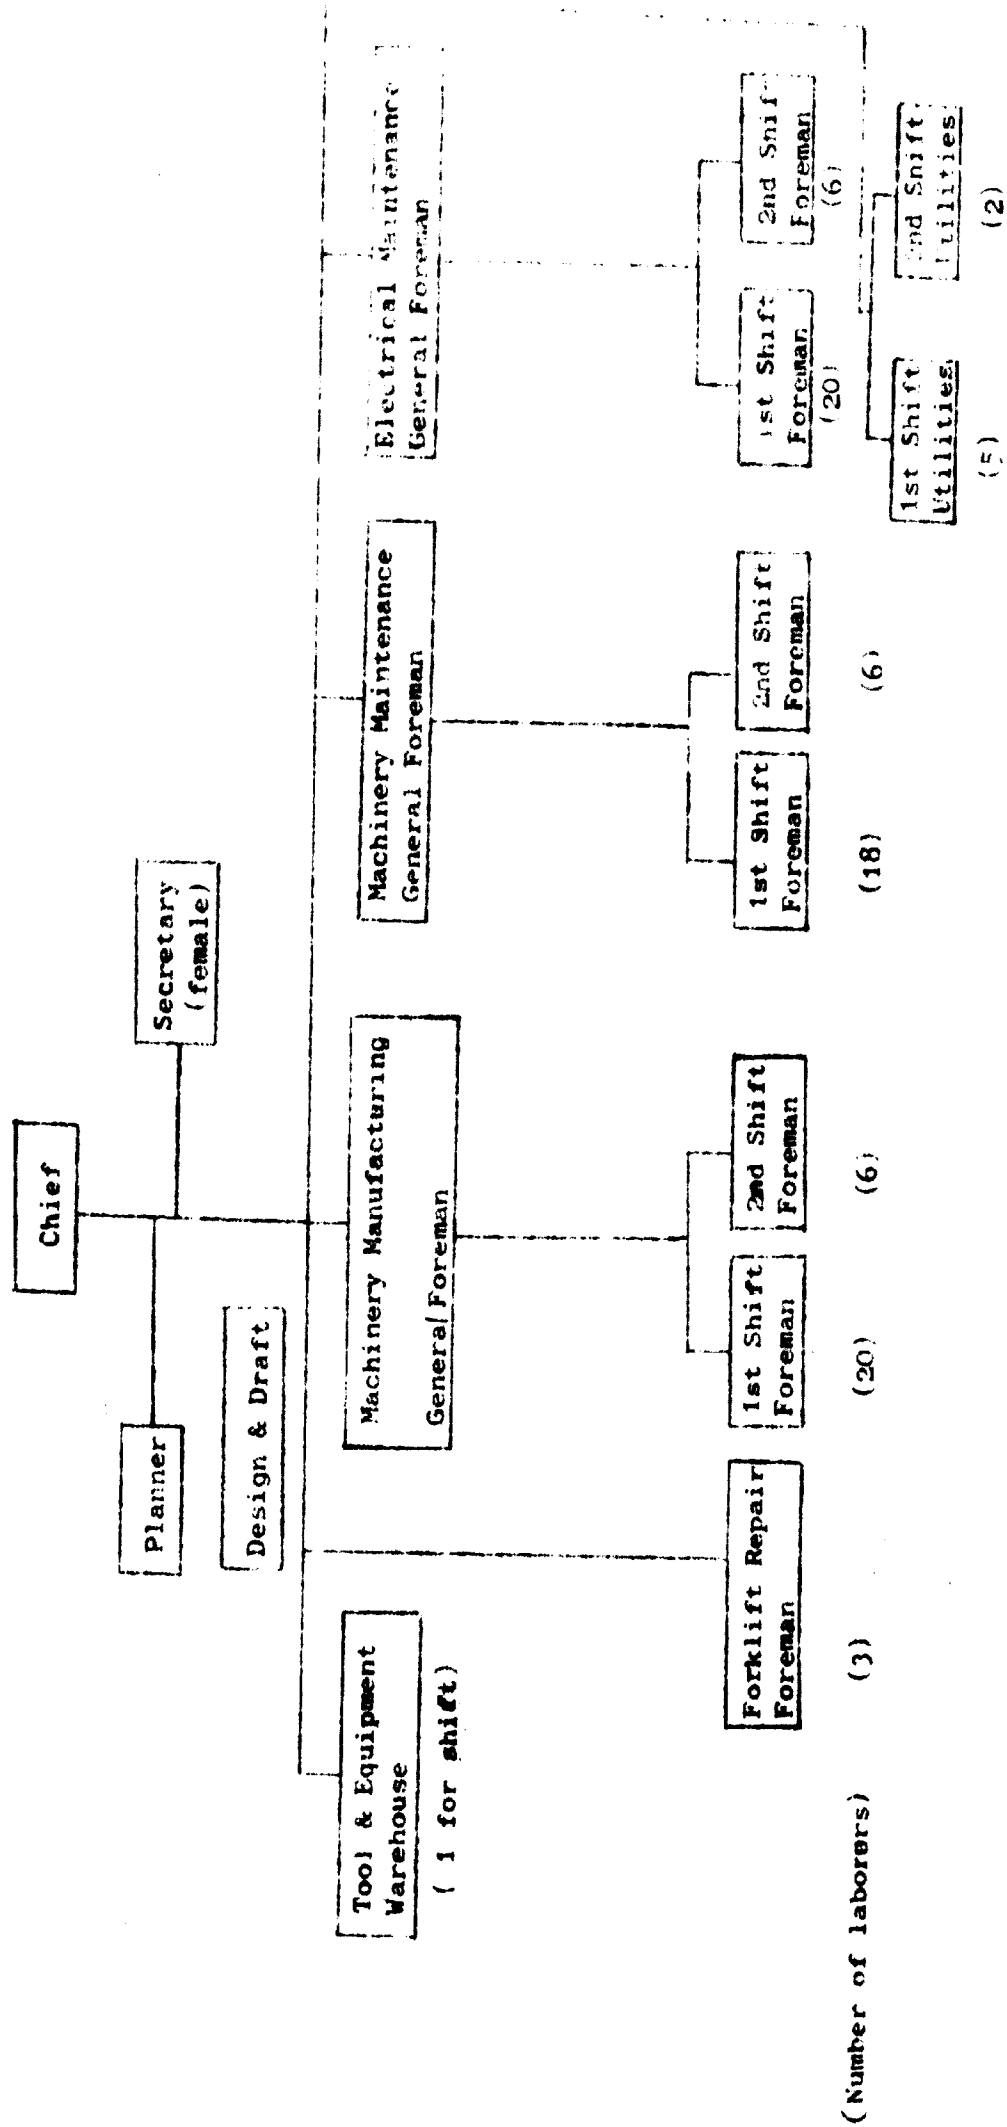 Chief
Secretary
(female)
Planner
Design & Draft
Tool & Equipment
Warehouse
( 1 for shift)
Machinery Manufacturing
General Foreman
Machinery Maintenance
General Foreman
Electrical Maintenance
General Foreman
Forklift Repair
Foreman
(3)
1st Shift
Foreman
(20)
2nd Shift
Foreman
(6)
1st Shift
Foreman
(18)
2nd Shift
Foreman
(6)
1st Shift
Foreman
(20)
2nd Shift
Foreman
(6)
1st Shift
Utilities
(5)
2nd Shift
Utilities
(2)
(Number of laborers)